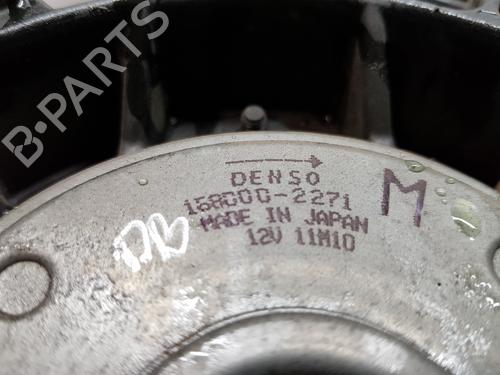 B-PARTS
DENSO
168000-2271
MADE IN JAPAN
12V 11M10
M